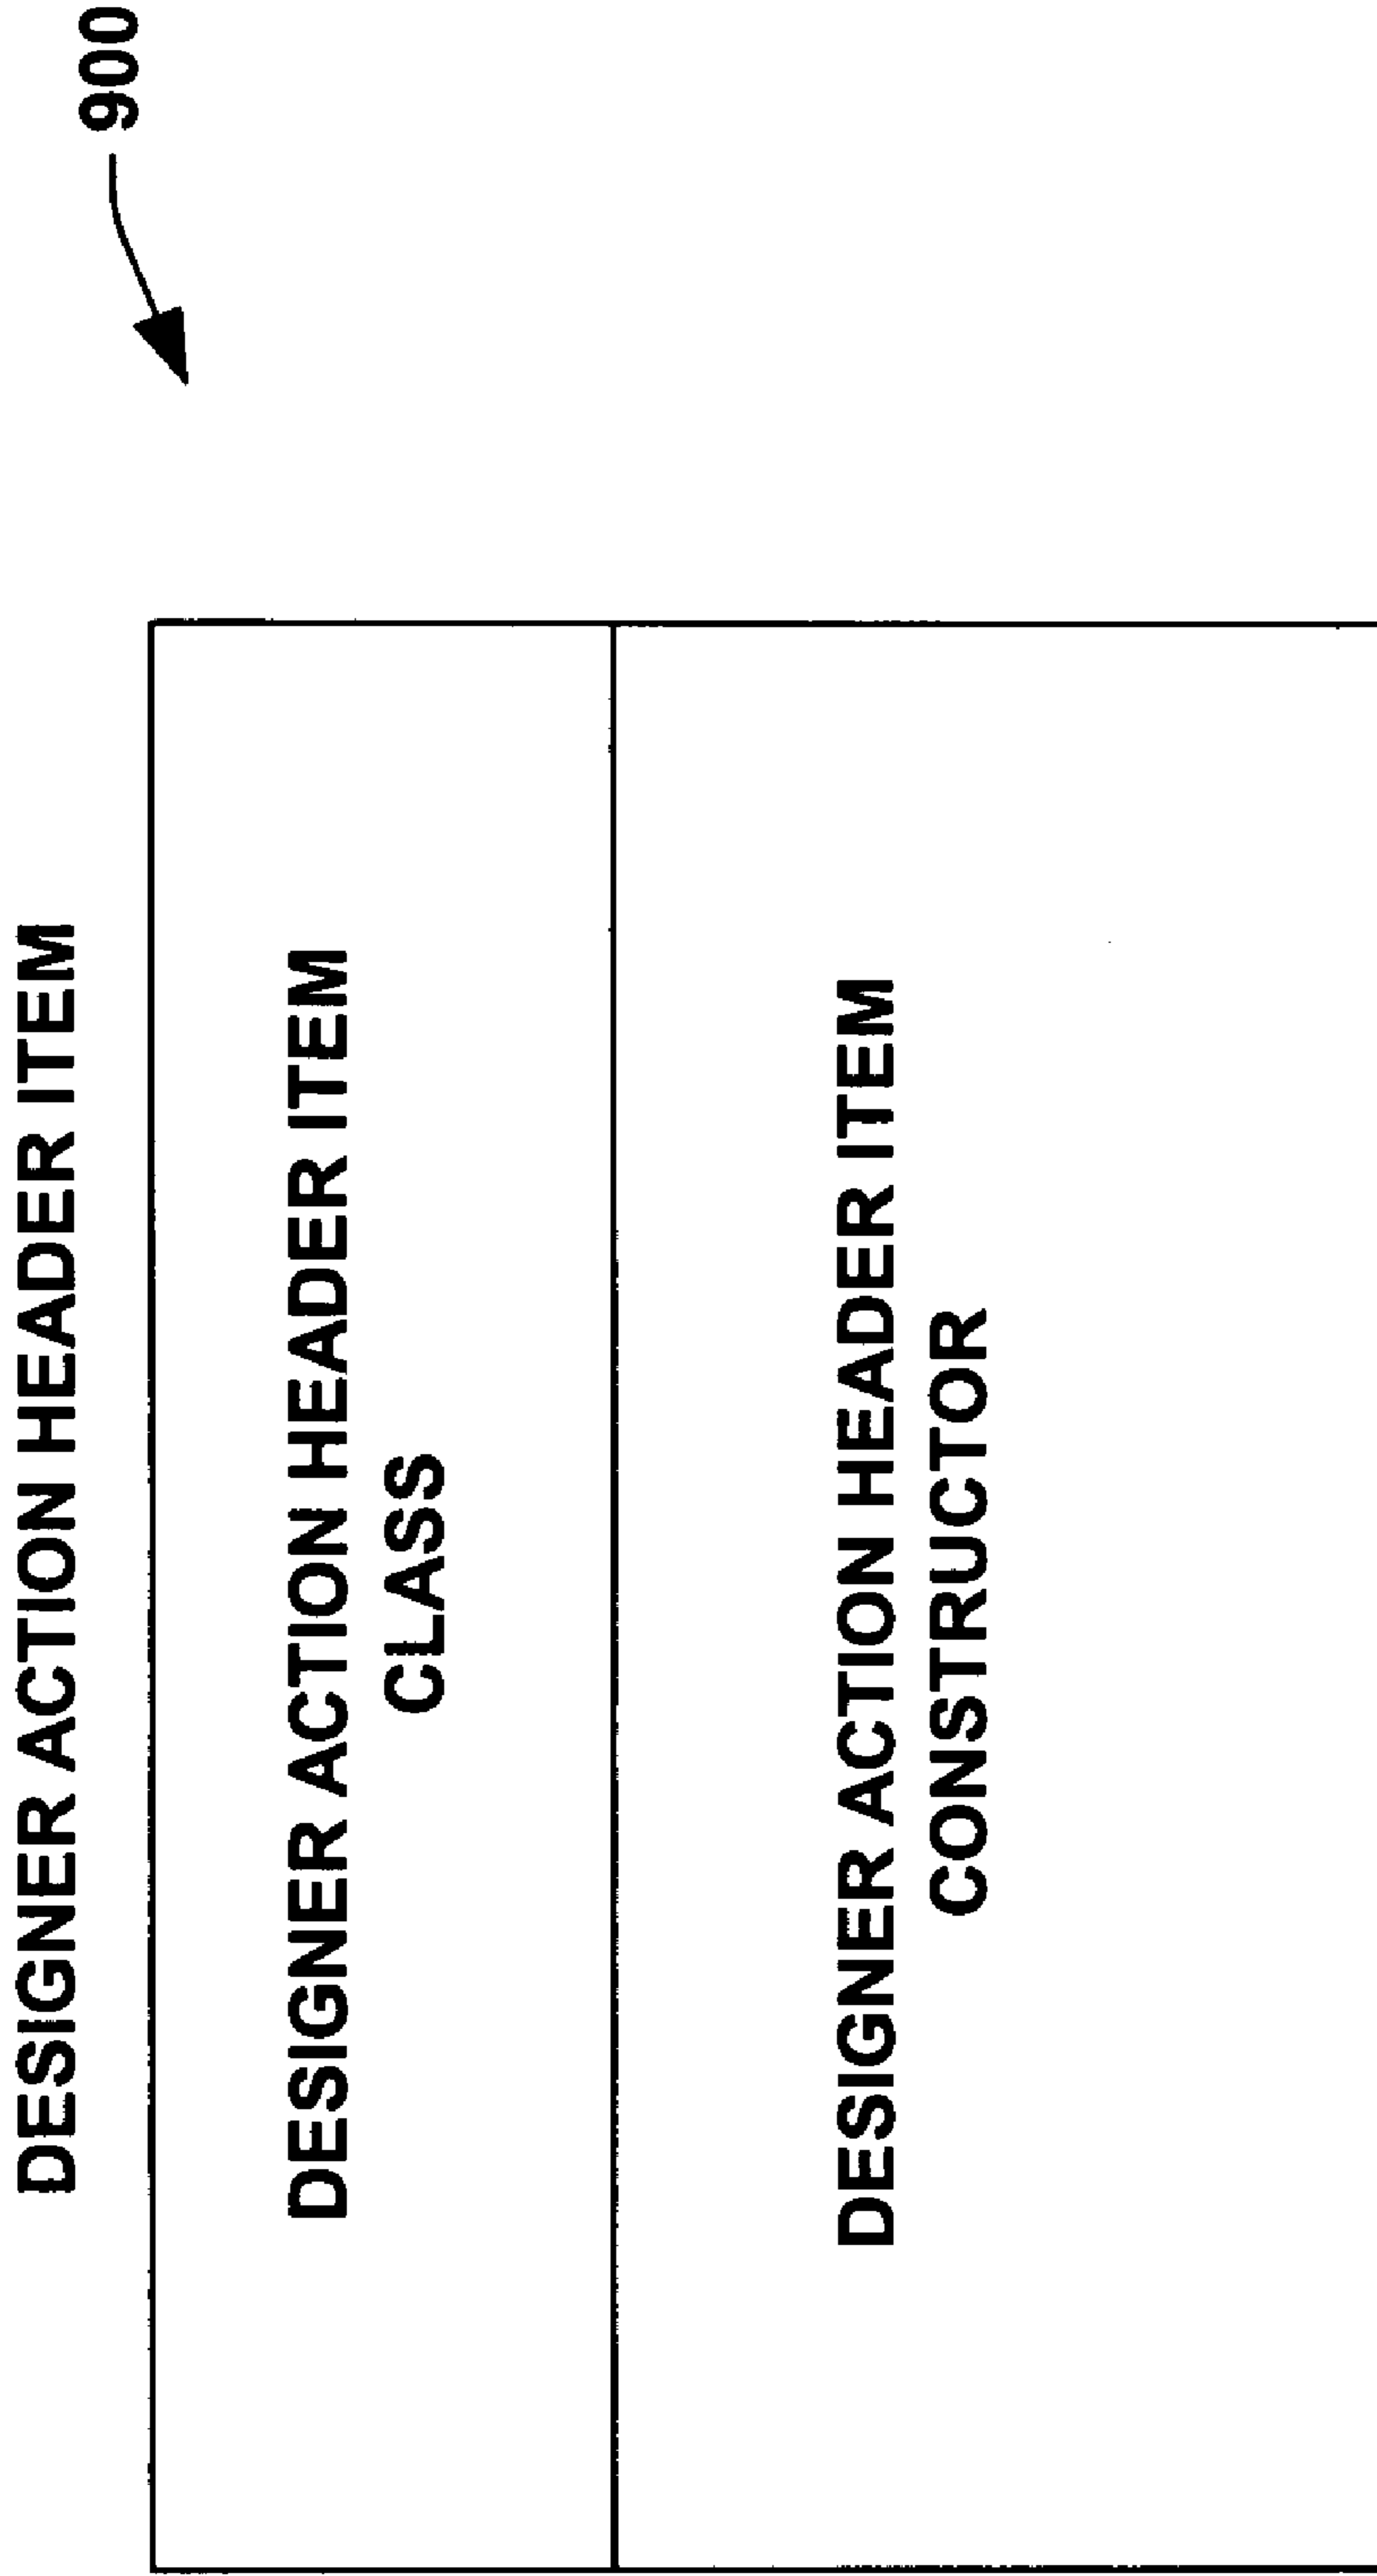 DESIGNER ACTION HEADER ITEM
900
DESIGNER ACTION HEADER ITEM
CLASS
DESIGNER ACTION HEADER ITEM
CONSTRUCTOR